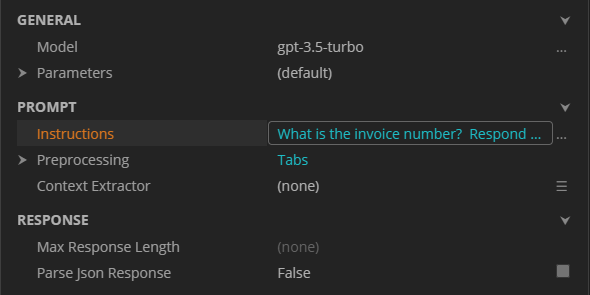 GENERAL
Model gpt-3.5-turbo ...
Parameters (default)
PROMPT
Instructions What is the invoice number? Respond ... ...
Preprocessing Tabs
Context Extractor (none)
RESPONSE
Max Response Length (none)
Parse Json Response False